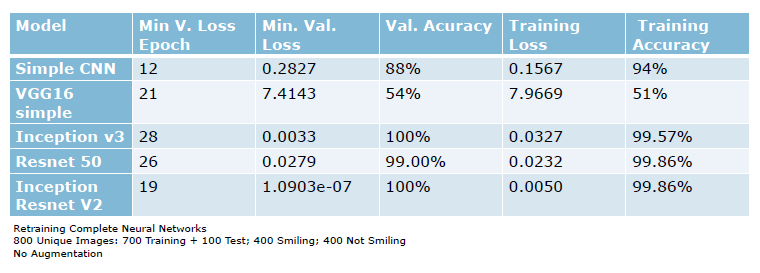 Model Min V. Loss Epoch Min. Val. Loss Val. Acuracy Training Loss Training Accuracy
Simple CNN 12 0.2827 88% 0.1567 94%
VGG16 simple 21 7.4143 54% 7.9669 51%
Inception v3 28 0.0033 100% 0.0327 99.57%
Resnet 50 26 0.0279 99.00% 0.0232 99.86%
Inception Resnet V2 19 1.0903e-07 100% 0.0050 99.86%
Retraining Complete Neural Networks
800 Unique Images: 700 Training + 100 Test; 400 Smiling; 400 Not Smiling
No Augmentation